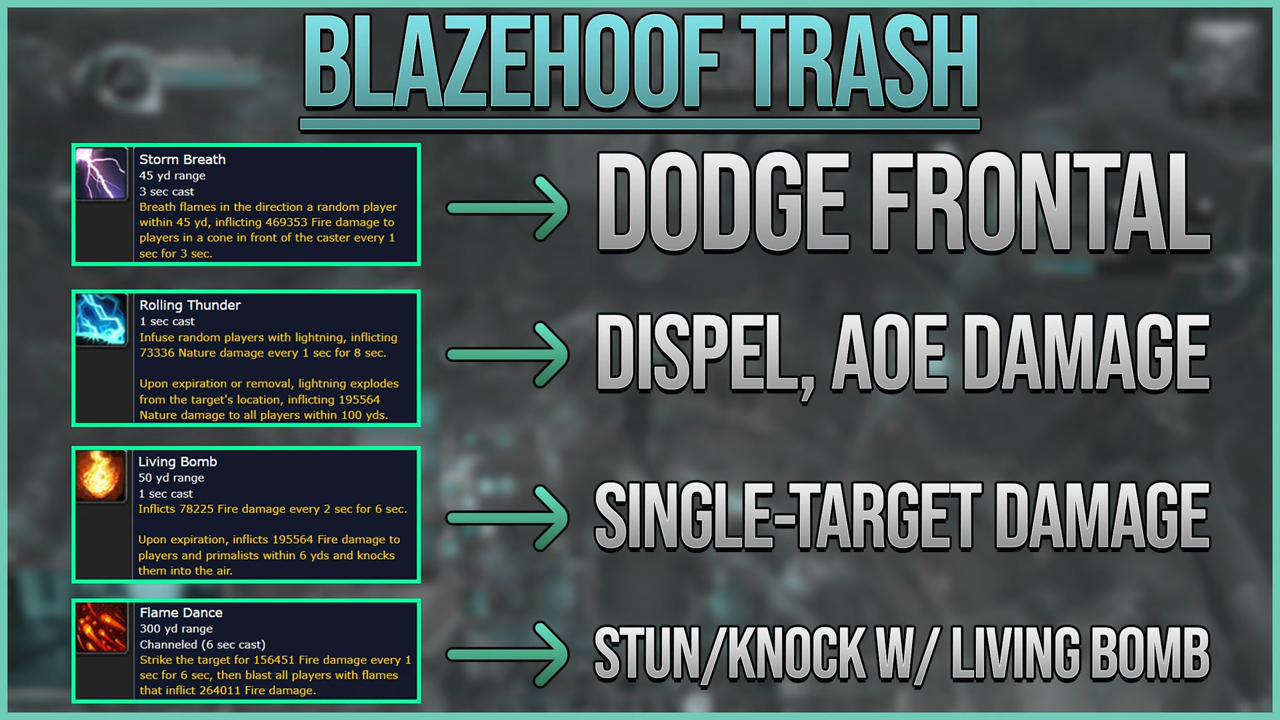 BLAZEHOOF TRASH
Storm Breath
45 yd range
3 sec cast
Breath flames in the direction a random player
within 45 yd, inflicting 469353 Fire damage to
players in a cone in front of the caster every 1
sec for 3 sec.
DODGE FRONTAL
Rolling Thunder
1 sec cast
Infuse random players with lightning, inflicting
73336 Nature damage every 1 sec for 8 sec.
Upon expiration or removal, lightning explodes
from the target's location, inflicting 195564
Nature damage to all players within 100 yds.
DISPEL, AOE DAMAGE
Living Bomb
50 yd range
1 sec cast
Inflicts 78225 Fire damage every 2 sec for 6 sec.
Upon expiration, inflicts 195564 Fire damage to
players and primalists within 6 yds and knocks
them into the air.
SINGLE-TARGET DAMAGE
Flame Dance
300 yd range
Channeled (6 sec cast)
Strike the target for 156451 Fire damage every 1
sec for 6 sec, then blast all players with flames
that inflict 264011 Fire damage.
STUN/KNOCK W/ LIVING BOMB